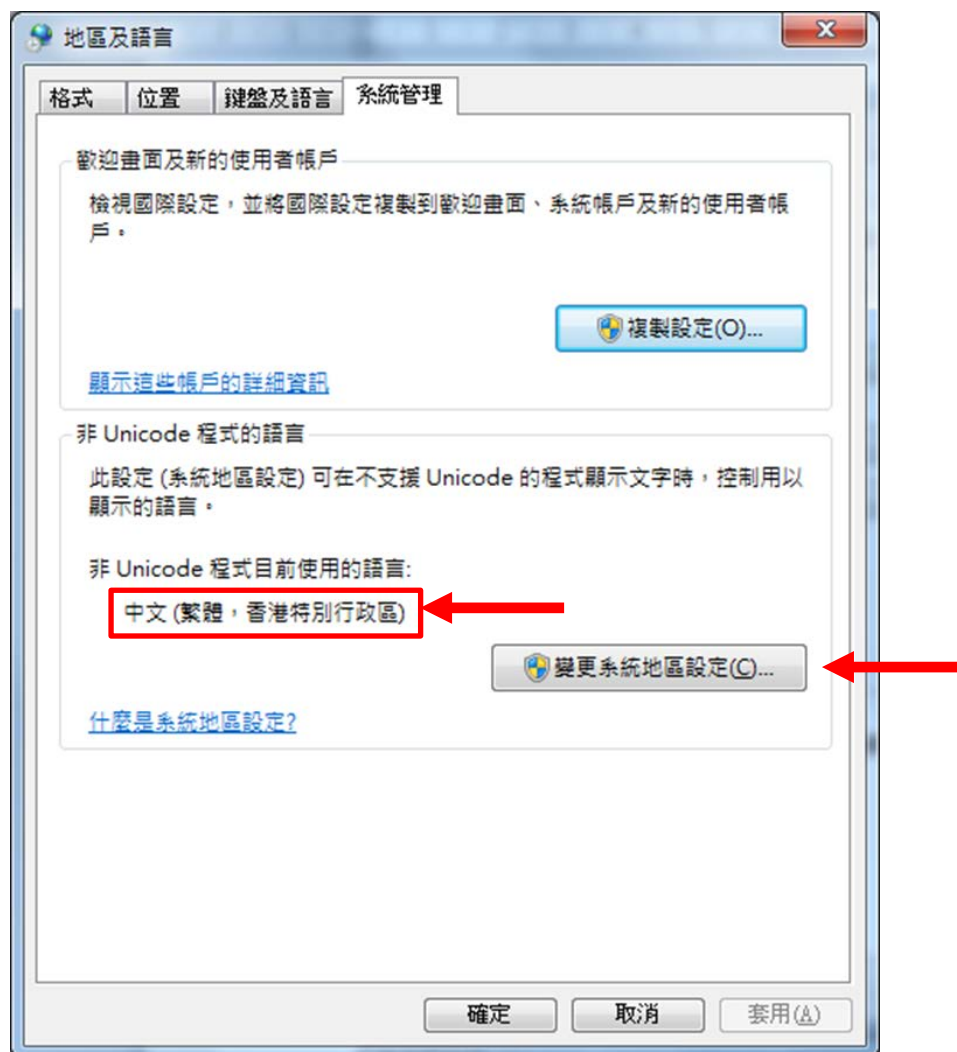 地區及語言
格式 位置 鍵盤及語言 系統管理
歡迎畫面及新的使用者帳戶
檢視國際設定，並將國際設定複製到歡迎畫面、系統帳戶及新的使用者帳
戶。
複製設定(O)...
顯示這些帳戶的詳細資訊
非 Unicode 程式的語言
此設定 (系統地區設定) 可在不支援 Unicode 的程式顯示文字時，控制用以
顯示的語言。
非 Unicode 程式目前使用的語言:
中文 (繁體，香港特別行政區)
變更系統地區設定(C)...
什麼是系統地區設定?
確定 取消 套用(A)